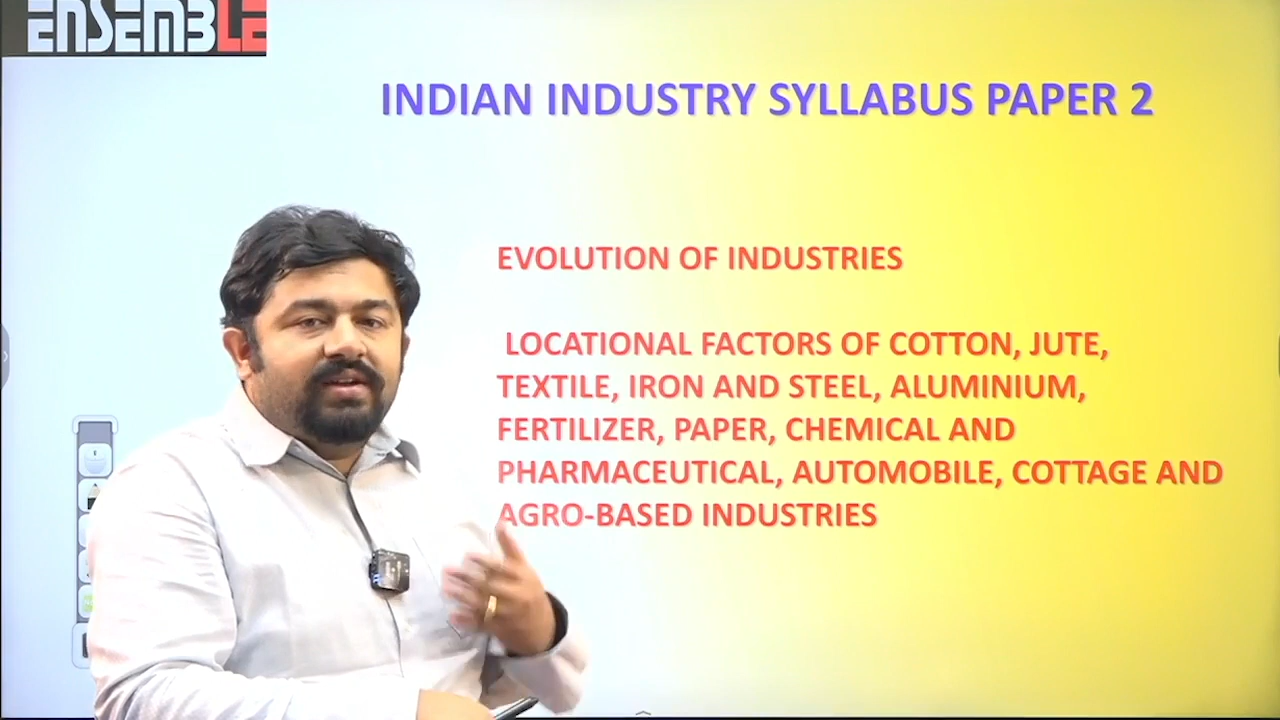 ENSEMBLE
INDIAN INDUSTRY SYLLABUS PAPER 2
EVOLUTION OF INDUSTRIES
LOCATIONAL FACTORS OF COTTON, JUTE,
TEXTILE, IRON AND STEEL, ALUMINIUM,
FERTILIZER, PAPER, CHEMICAL AND
PHARMACEUTICAL, AUTOMOBILE, COTTAGE AND
AGRO-BASED INDUSTRIES